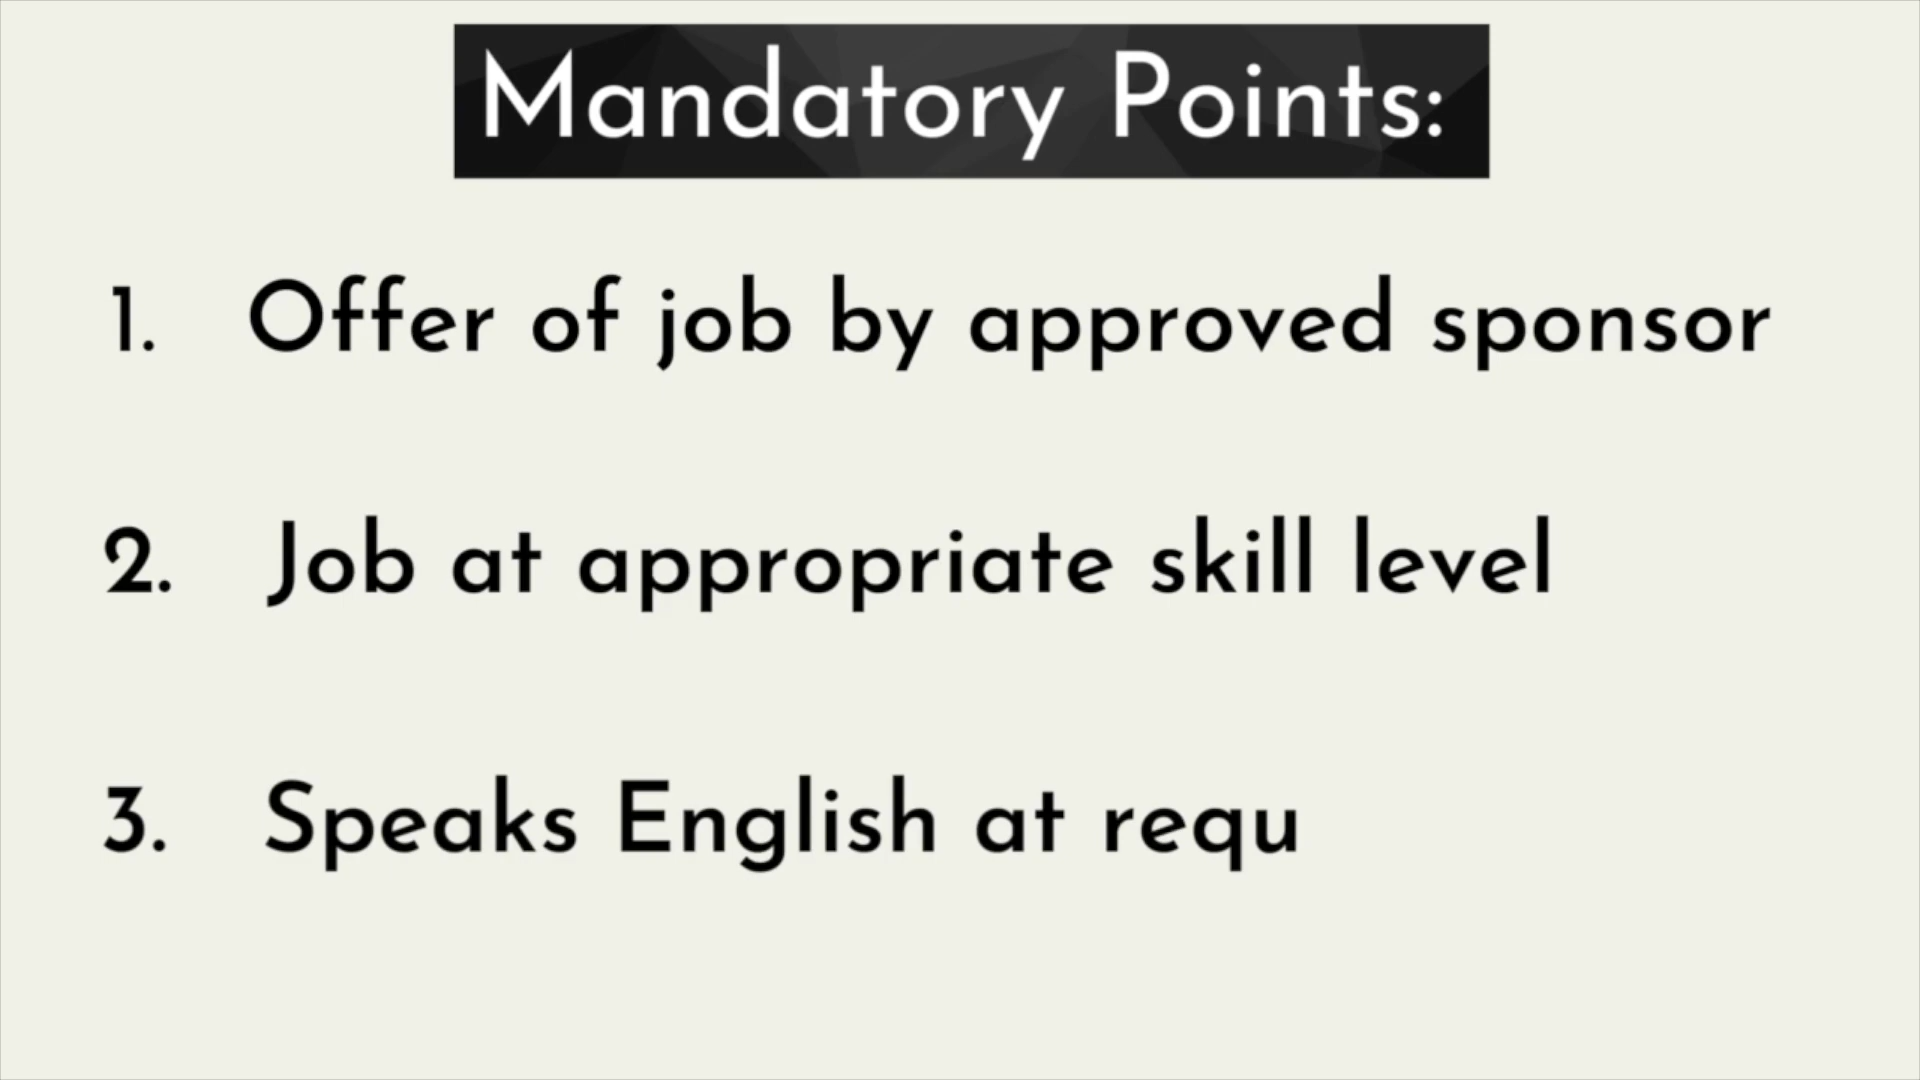 Mandatory Points:
1. Offer of job by approved sponsor
2. Job at appropriate skill level
3. Speaks English at requ